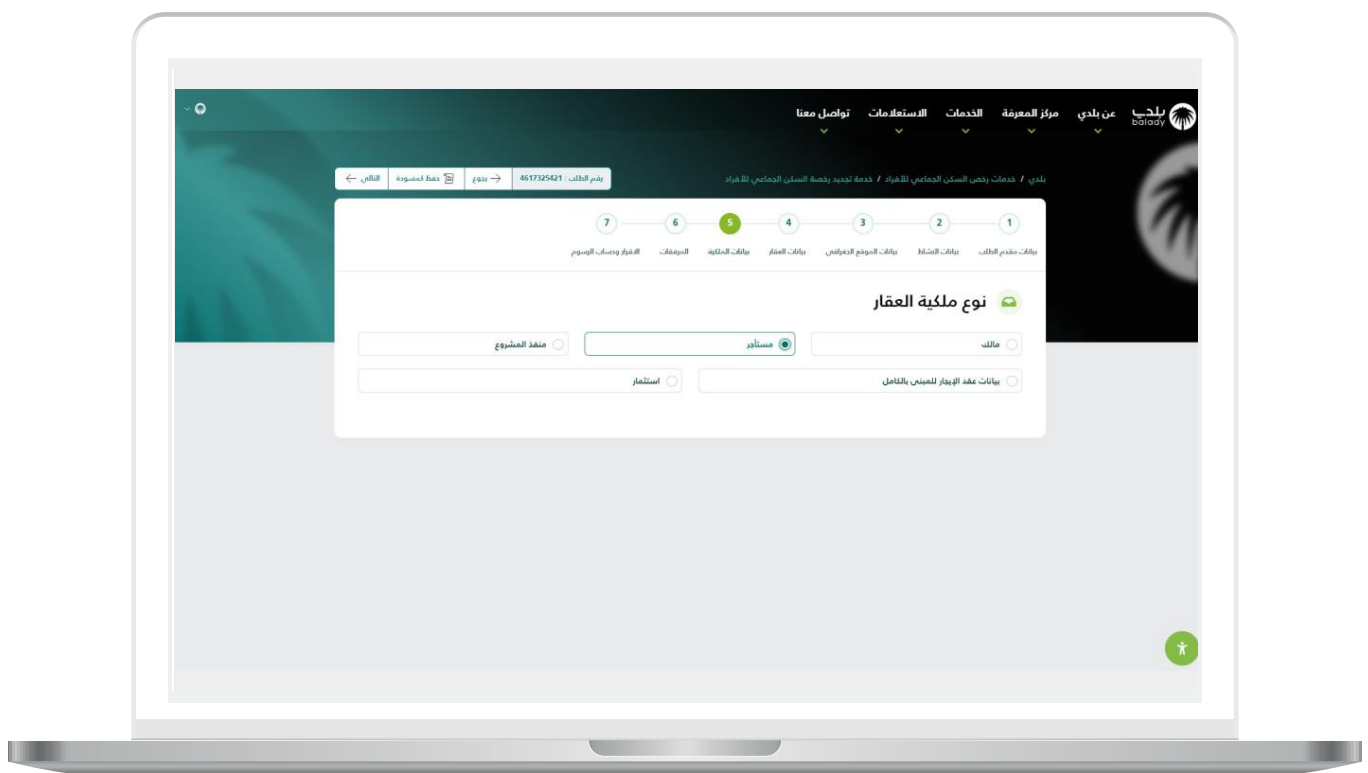 بلدي
balady
عن بلدي
مركز المعرفة
الخدمات
الاستعلامات
تواصل معنا
بلدي / خدمات رخص السكن الجماعي للأفراد / خدمة تجديد رخصة السكن الجماعي للأفراد
رقم الطلب : 4617325421
رجوع
حفظ كمسودة
التالي
1
2
3
4
5
6
7
بيانات مقدم الطلب
بيانات النشاط
بيانات الموقع الجغرافي
بيانات العقار
بيانات الملكية
المرفقات
الاقرار وحساب الرسوم
نوع ملكية العقار
مالك
مستأجر
منفذ المشروع
بيانات عقد الإيجار للمبنى بالكامل
استثمار